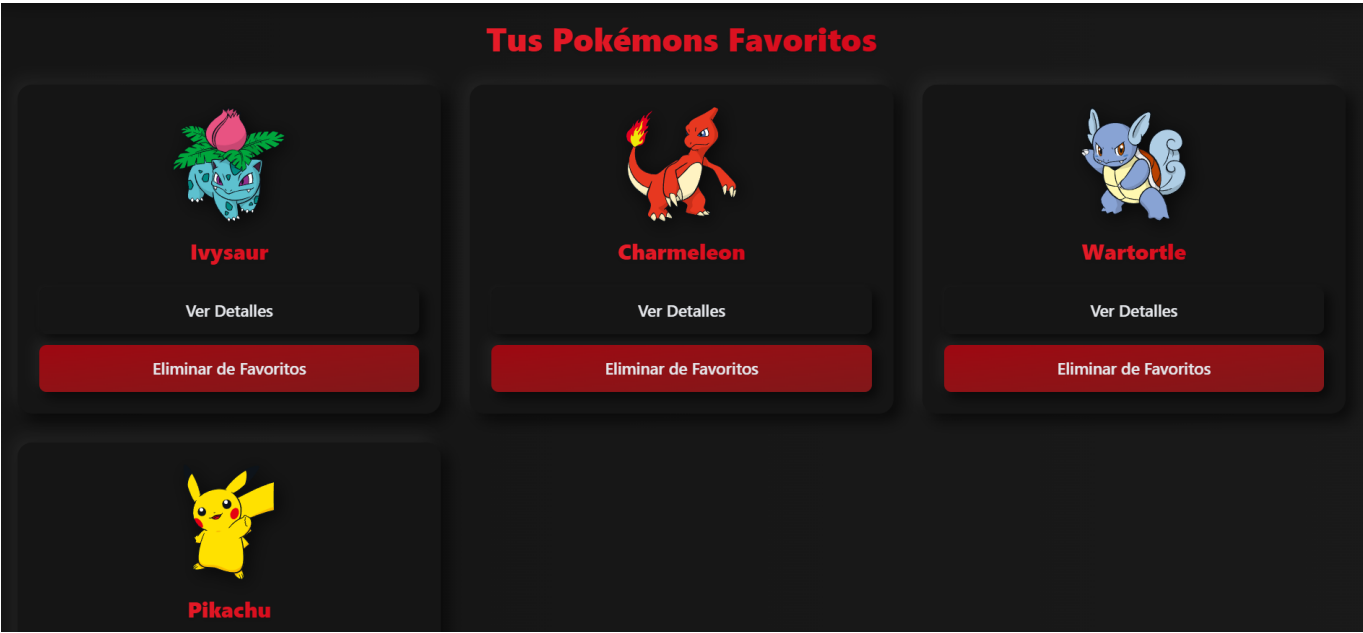 Tus Pokémons Favoritos
Ivysaur
Charmeleon
Wartortle
Ver Detalles
Ver Detalles
Ver Detalles
Eliminar de Favoritos
Eliminar de Favoritos
Eliminar de Favoritos
Pikachu